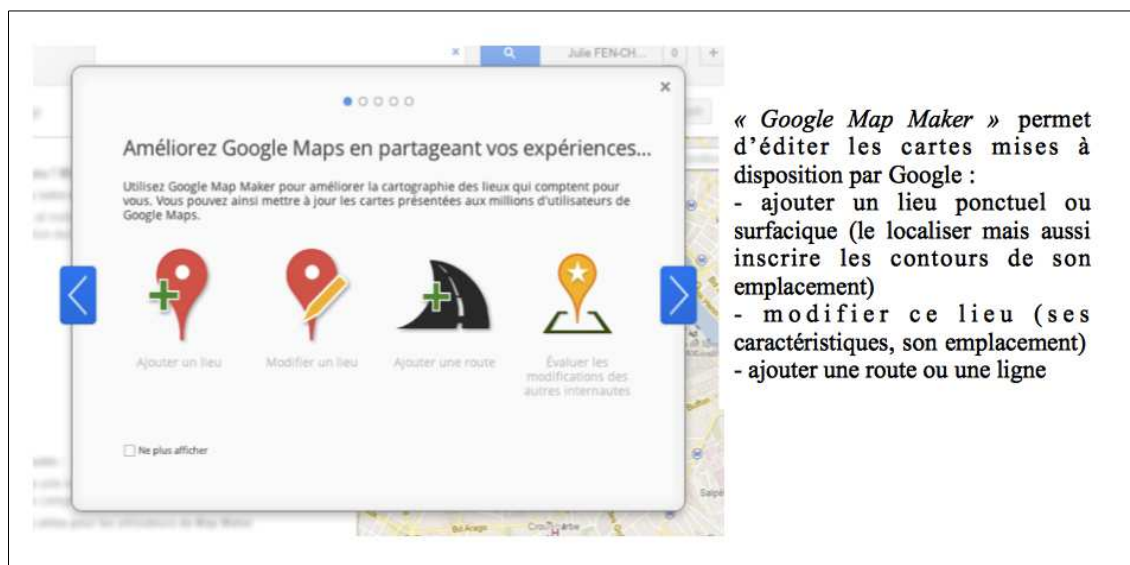 Julie FEN-CH... 0 +
Améliorez Google Maps en partageant vos expériences...
Utilisez Google Map Maker pour améliorer la cartographie des lieux qui comptent pour
vous. Vous pouvez ainsi mettre à jour les cartes présentées aux millions d'utilisateurs de
Google Maps.
Ajouter un lieu
Modifier un lieu
Ajouter une route
Évaluer les
modifications des
autres internautes
Ne plus afficher
Bd Arago
« Google Map Maker » permet
d'éditer les cartes mises à
disposition par Google :
- ajouter un lieu ponctuel ou
surfacique (le localiser mais aussi
inscrire les contours de son
emplacement)
- modifier ce lieu (ses
caractéristiques, son emplacement)
- ajouter une route ou une ligne